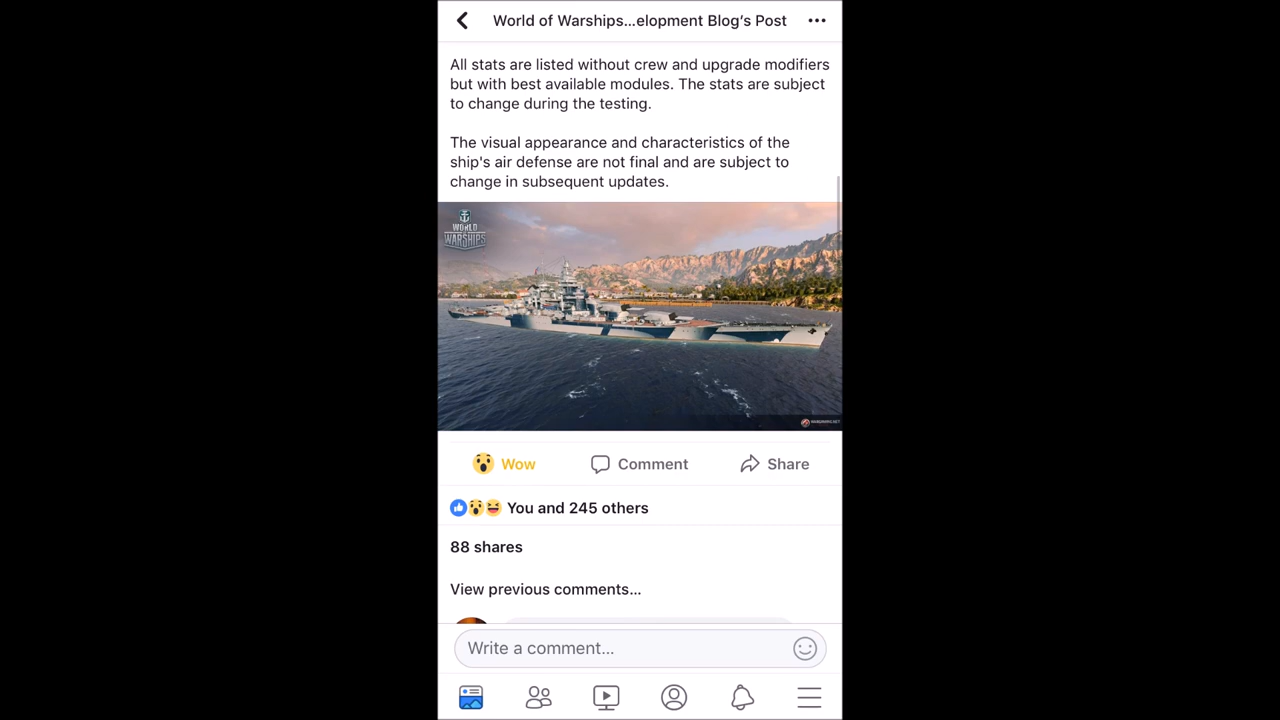 World of Warships...elopment Blog's Post
All stats are listed without crew and upgrade modifiers
but with best available modules. The stats are subject
to change during the testing.
The visual appearance and characteristics of the
ship's air defense are not final and are subject to
change in subsequent updates.
WORLD
OF
WARSHIPS
WARGAMING.NET
Wow
Comment
Share
You and 245 others
88 shares
View previous comments...
Write a comment...